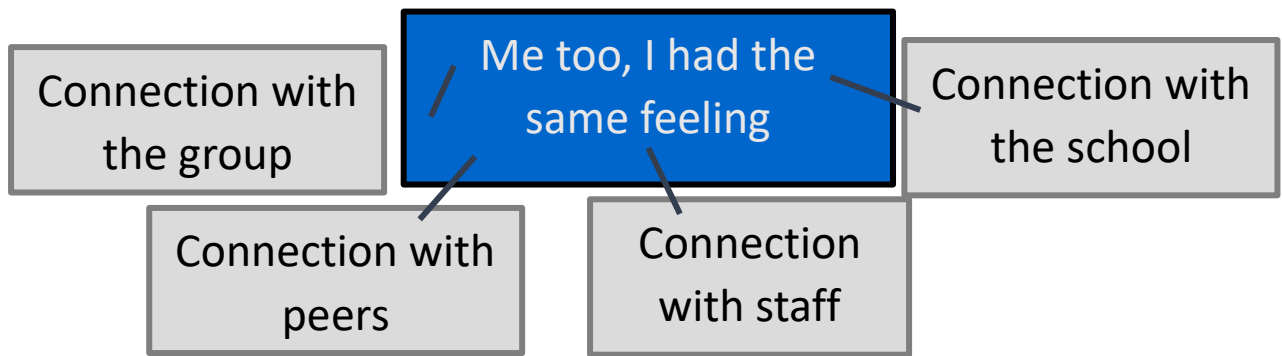 Me too, I had the
same feeling
Connection with
the group
Connection with
the school
Connection with
peers
Connection
with staff